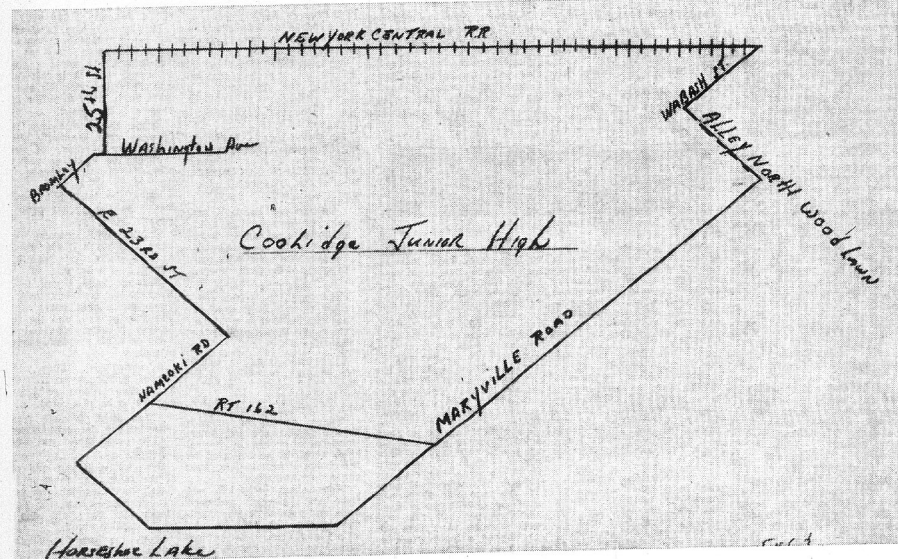 NEW YORK CENTRAL RR
25th St
WABASH ST.
WASHINGTON Ave
ALLEY NORTH WOODLAWN
BROMLEY
E 23RD ST
Coolidge Junior High
MARYVILLE ROAD
NAMEOKI RD
RT 162
Horseshoe Lake